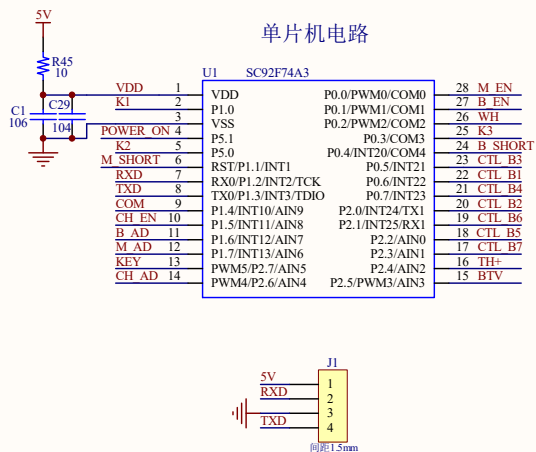 5V
单片机电路
R45
10
U1 SC92F74A3
C1
106
C29
104
VDD 1 VDD P0.0/PWM0/COM0 28 M_EN
K1 2 P1.0 P0.1/PWM1/COM1 27 B_EN
3 VSS P0.2/PWM2/COM2 26 WH
POWER_ON 4 P5.1 P0.3/COM3 25 K3
K2 5 P5.0 P0.4/INT20/COM4 24 B_SHORT
M_SHORT 6 RST/P1.1/INT1 P0.5/INT21 23 CTL_B3
RXD 7 RX0/P1.2/INT2/TCK P0.6/INT22 22 CTL_B1
TXD 8 TX0/P1.3/INT3/TDIO P0.7/INT23 21 CTL_B4
COM 9 P1.4/INT10/AIN9 P2.0/INT24/TX1 20 CTL_B2
CH_EN 10 P1.5/INT11/AIN8 P2.1/INT25/RX1 19 CTL_B6
B_AD 11 P1.6/INT12/AIN7 P2.2/AIN0 18 CTL_B5
M_AD 12 P1.7/INT13/AIN6 P2.3/AIN1 17 CTL_B7
KEY 13 PWM5/P2.7/AIN5 P2.4/AIN2 16 TH+
CH_AD 14 PWM4/P2.6/AIN4 P2.5/PWM3/AIN3 15 BTV
J1
5V 1
RXD 2
3
TXD 4
间距1.5mm